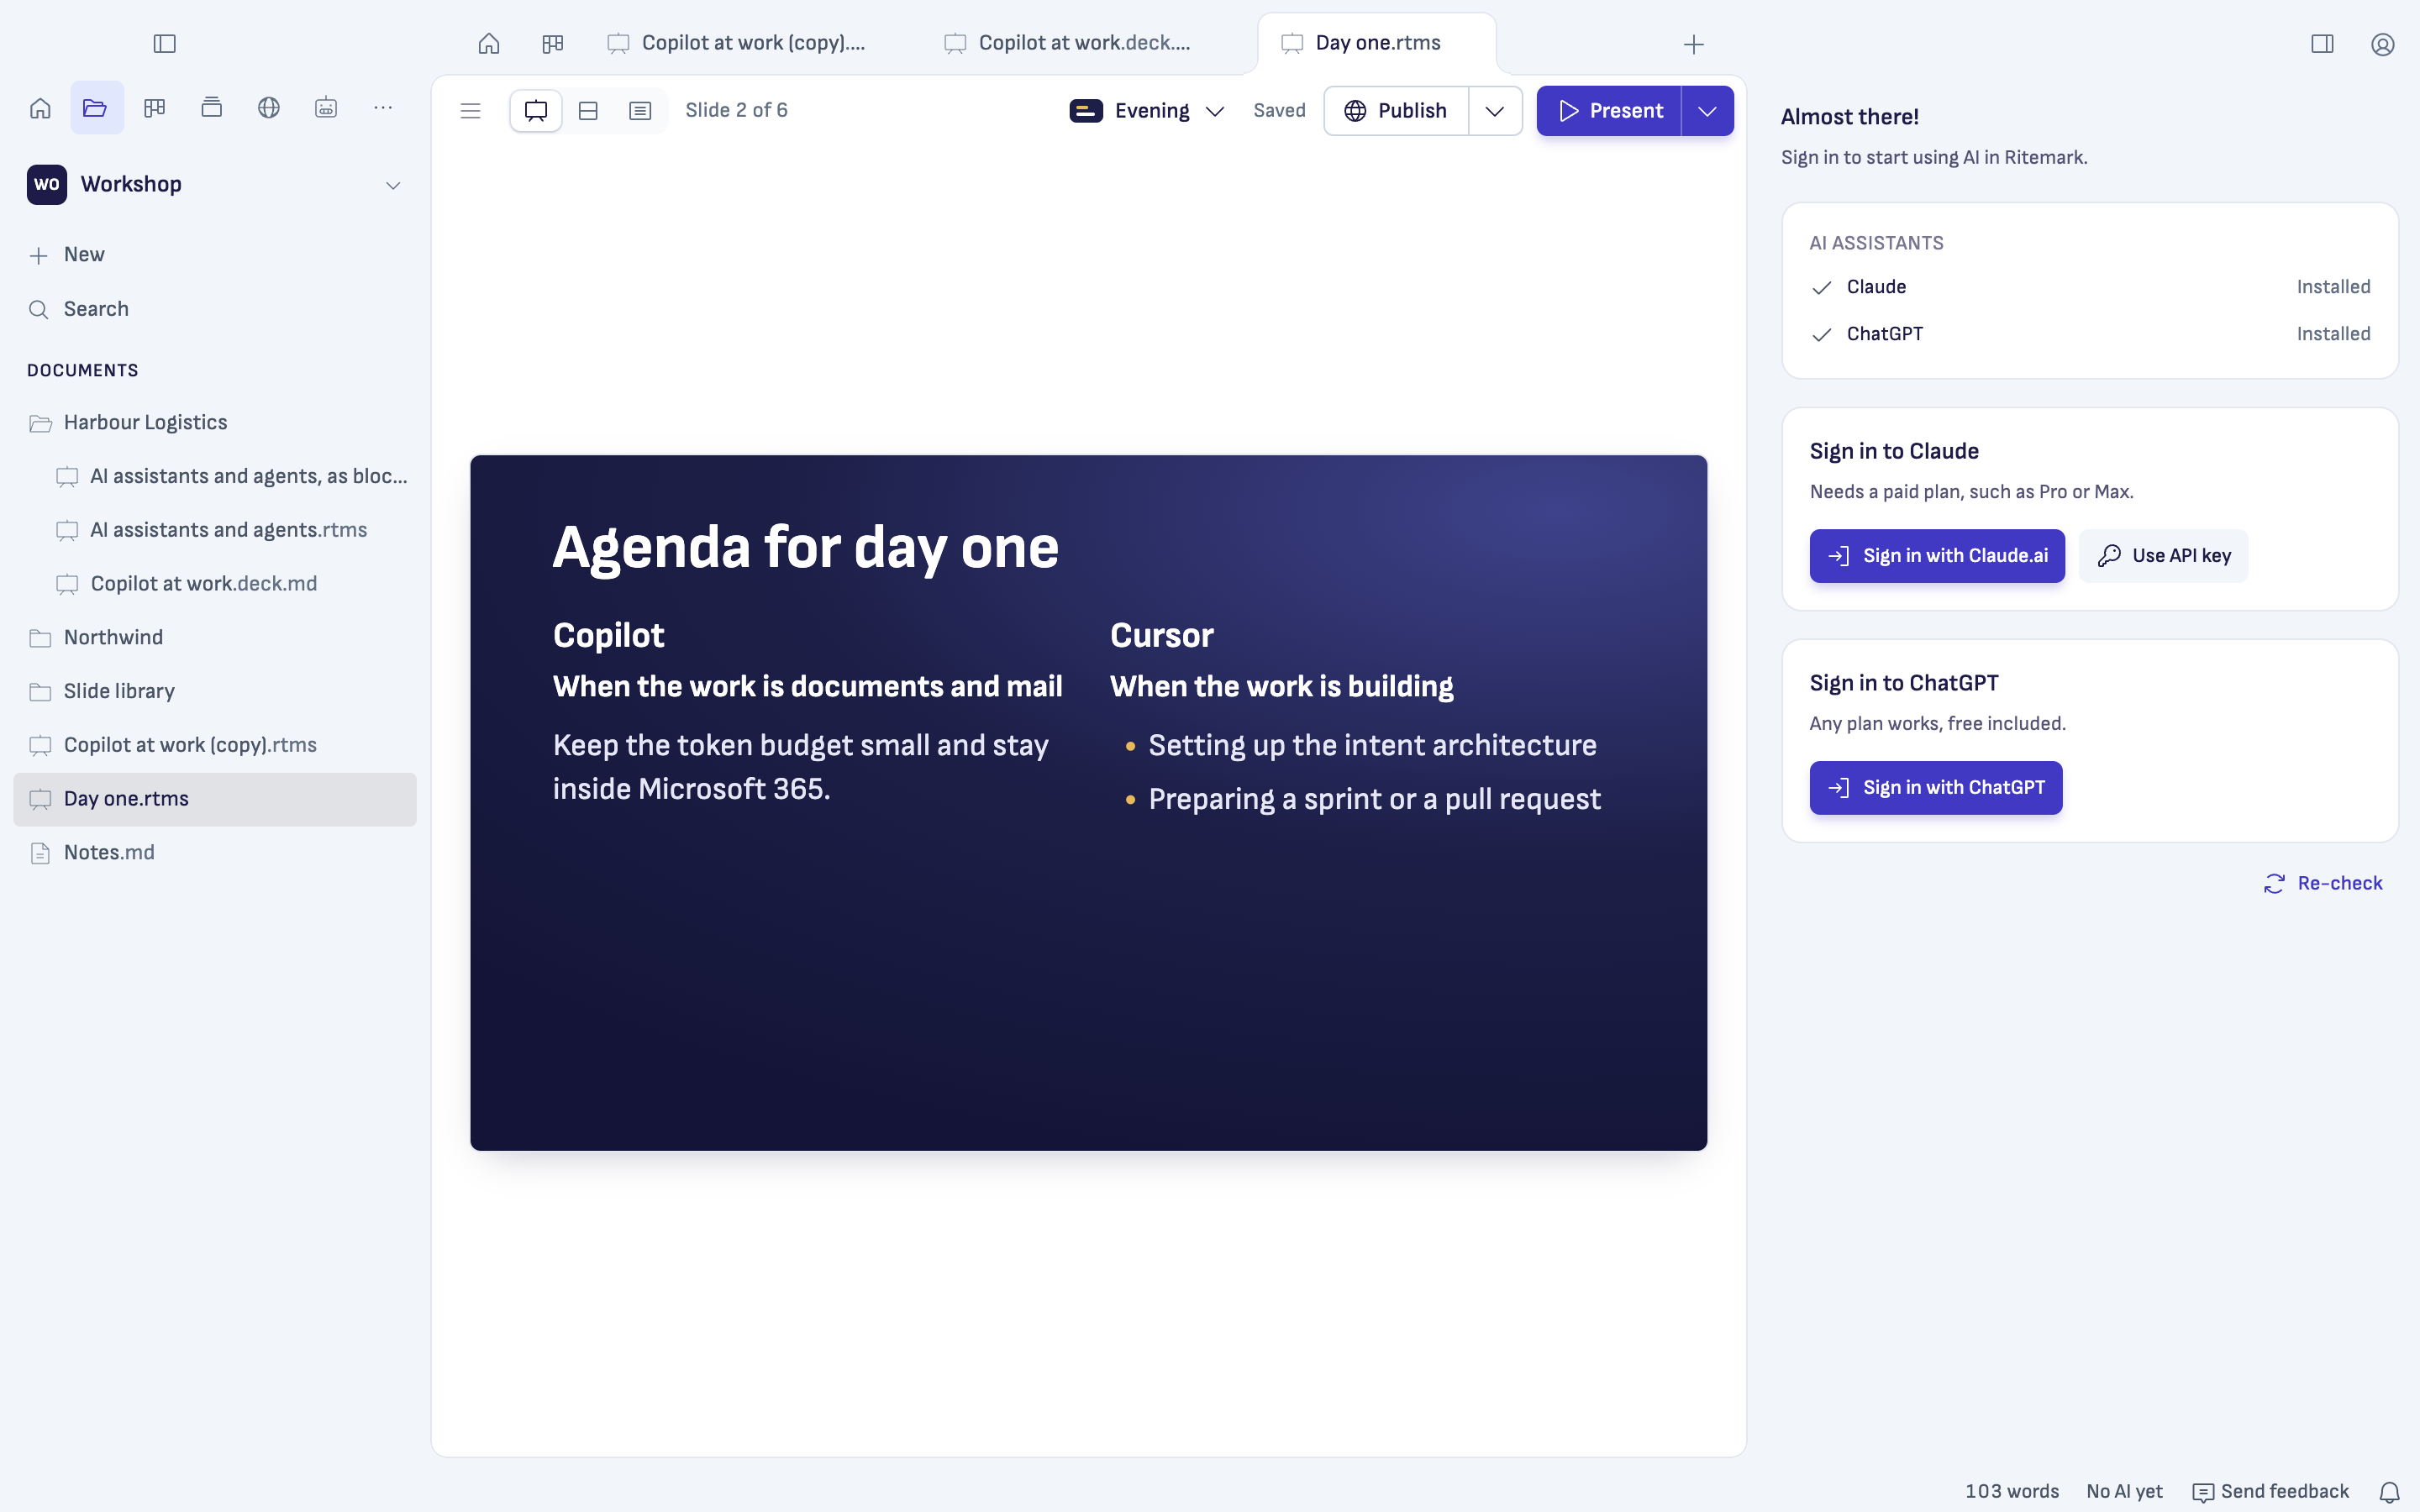 Copilot at work (copy)....
Copilot at work.deck....
Day one.rtms
WO Workshop
New
Search
DOCUMENTS
Harbour Logistics
AI assistants and agents, as bloc...
AI assistants and agents.rtms
Copilot at work.deck.md
Northwind
Slide library
Copilot at work (copy).rtms
Day one.rtms
Notes.md
Slide 2 of 6
Evening
Saved
Publish
Present
Agenda for day one
Copilot
When the work is documents and mail
Keep the token budget small and stay
inside Microsoft 365.
Cursor
When the work is building
Setting up the intent architecture
Preparing a sprint or a pull request
Almost there!
Sign in to start using AI in Ritemark.
AI ASSISTANTS
Claude Installed
ChatGPT Installed
Sign in to Claude
Needs a paid plan, such as Pro or Max.
Sign in with Claude.ai
Use API key
Sign in to ChatGPT
Any plan works, free included.
Sign in with ChatGPT
Re-check
103 words
No AI yet
Send feedback